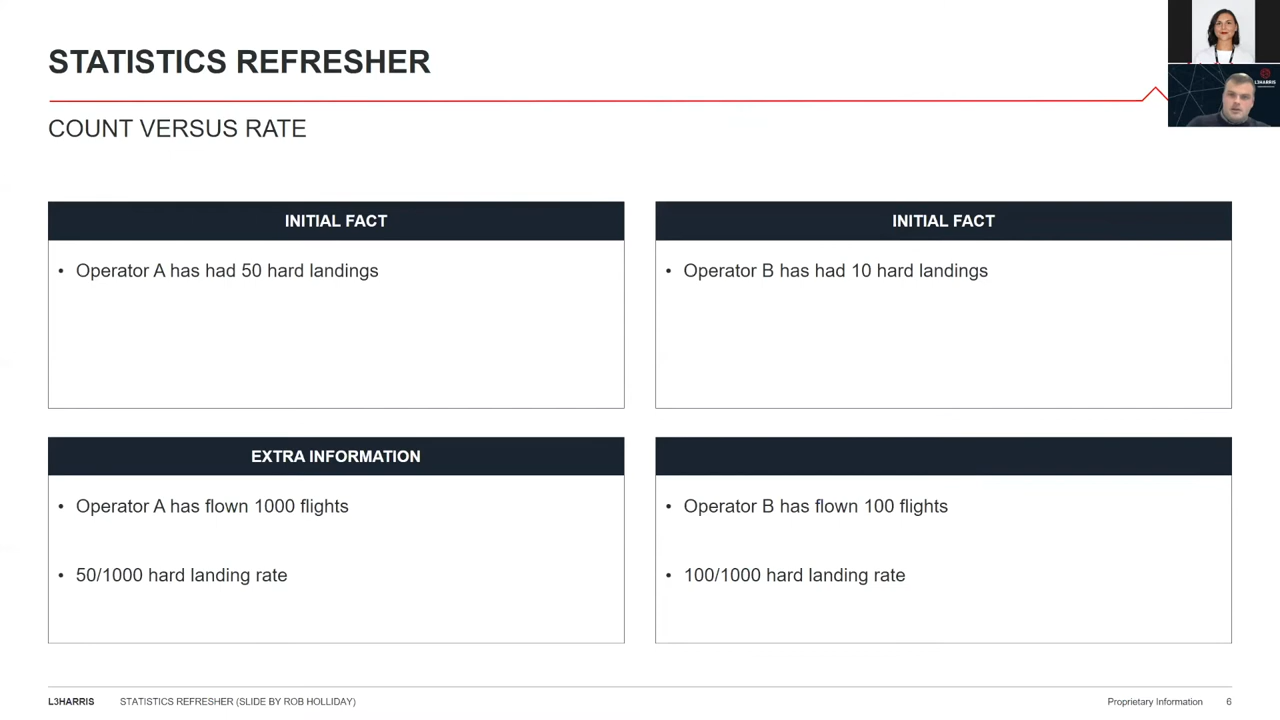 STATISTICS REFRESHER
COUNT VERSUS RATE
L3HARRIS
INITIAL FACT
• Operator A has had 50 hard landings
INITIAL FACT
• Operator B has had 10 hard landings
EXTRA INFORMATION
• Operator A has flown 1000 flights
• 50/1000 hard landing rate
• Operator B has flown 100 flights
• 100/1000 hard landing rate
L3HARRIS
STATISTICS REFRESHER (SLIDE BY ROB HOLLIDAY)
Proprietary Information
6